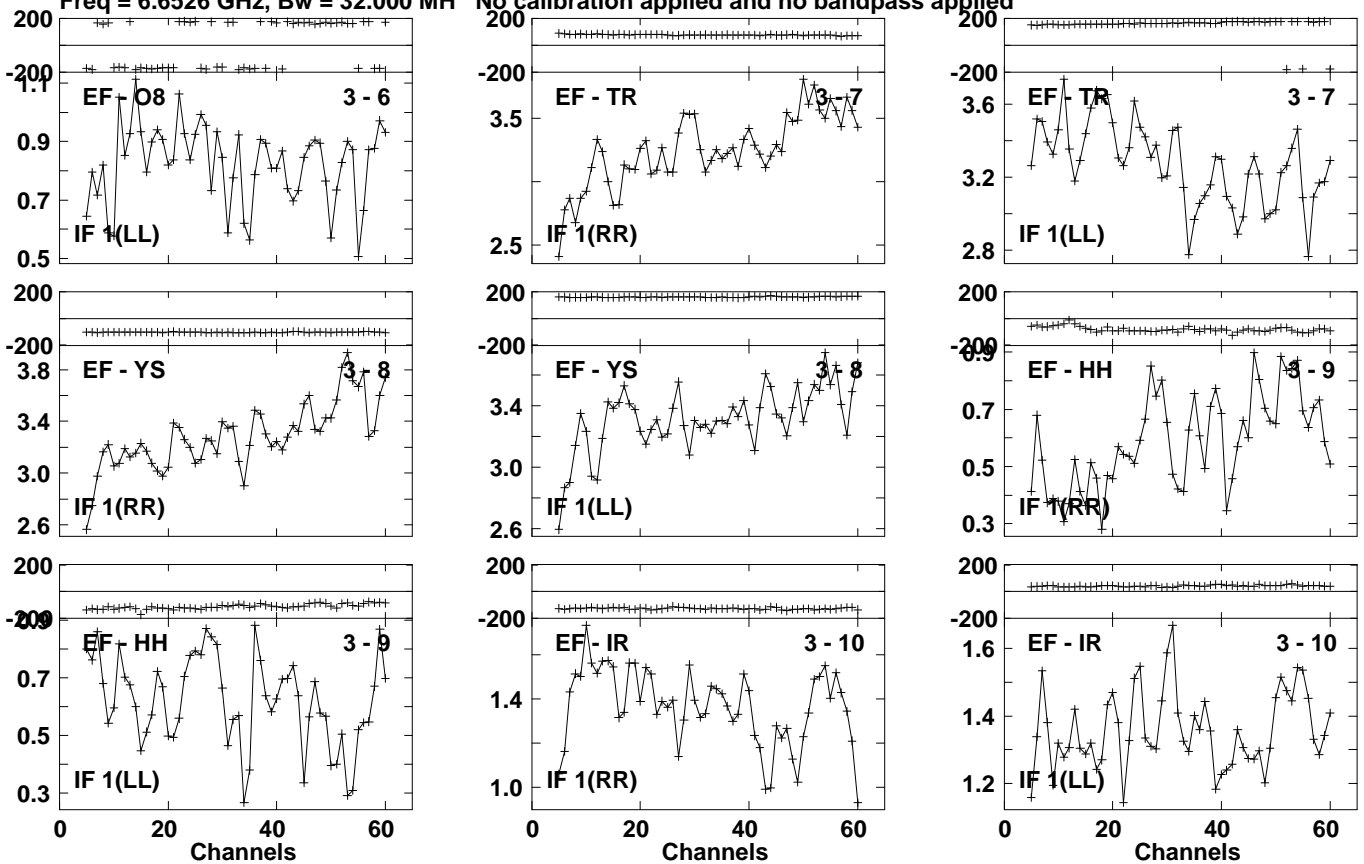 Freq = 6.6526 GHz, Bw = 32.000 MH No calibration applied and no bandpass applied
200 200 200
-200 -200
1.1
EF - O8 3 - 6 EF - TR 3 - 7 EF - TR 3 - 7
3.5 3.6
0.9
3.2
0.7
IF 1(LL) IF 1(RR) IF 1(LL)
2.5 2.8
0.5
200 200 200
-200 -200
0.9
EF - YS 3 - 8 EF - YS 3 - 8 EF - HH 3 - 9
3.8
3.4 3.4 0.7
3.0 3.0 0.5
IF 1(RR) IF 1(LL) IF 1(RR)
2.6 2.6 0.3
200 200 200
-200 -200 -200
0.9
EF - HH 3 - 9 EF - IR 3 - 10 EF - IR 3 - 10
1.6
0.7 1.4 1.4
0.5
IF 1(LL) IF 1(RR) IF 1(LL)
0.3 1.0 1.2
0 20 40 60 0 20 40 60 0 20 40 60
Channels Channels Channels